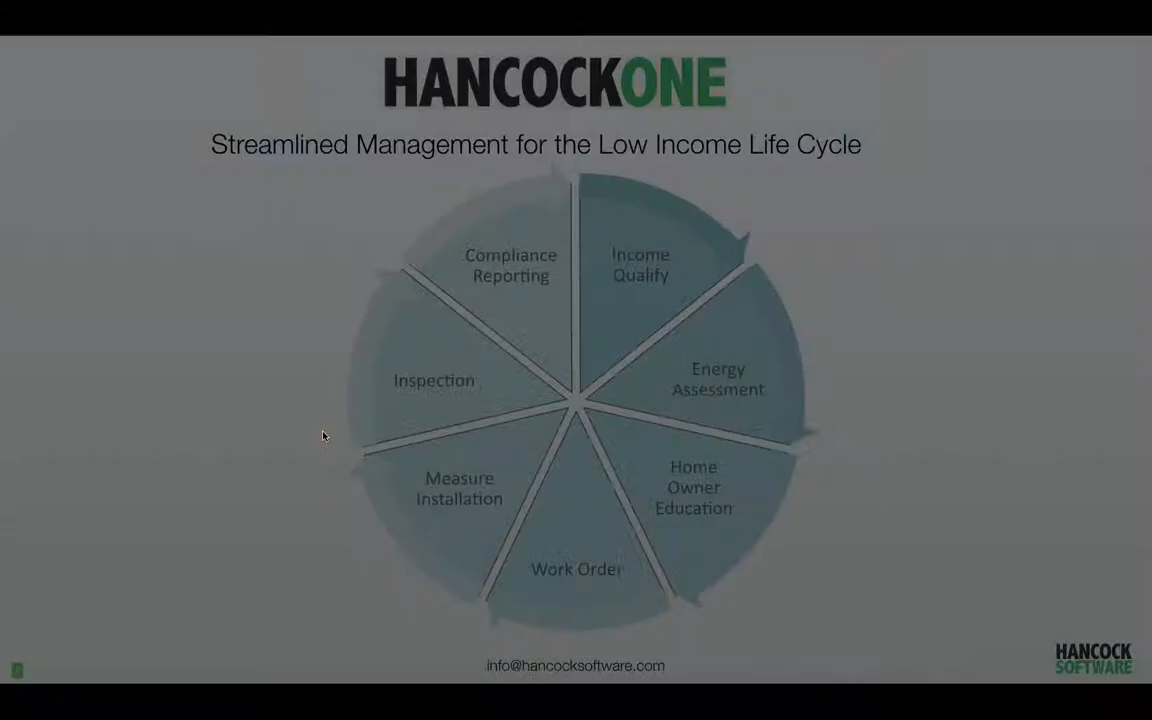 HANCOCKONE
Streamlined Management for the Low Income Life Cycle
Compliance
Reporting
Income
Qualify
Energy
Assessment
Inspection
Home
Owner
Education
Measure
Installation
Work Order
info@hancocksoftware.com
HANCOCK
SOFTWARE